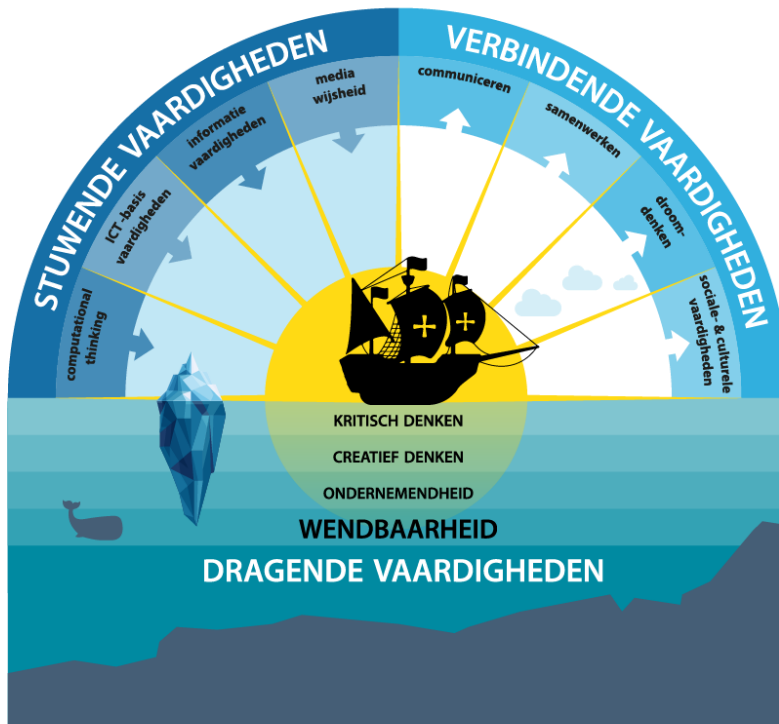 STUWENDE VAARDIGHEDEN
VERBINDENDE VAARDIGHEDEN
computational
thinking
ICT-basis
vaardigheden
informatie
vaardigheden
media
wijsheid
communiceren
samenwerken
droom-
denken
sociale- & culturele
vaardigheden
KRITISCH DENKEN
CREATIEF DENKEN
ONDERNEMENDHEID
WENDBAARHEID
DRAGENDE VAARDIGHEDEN